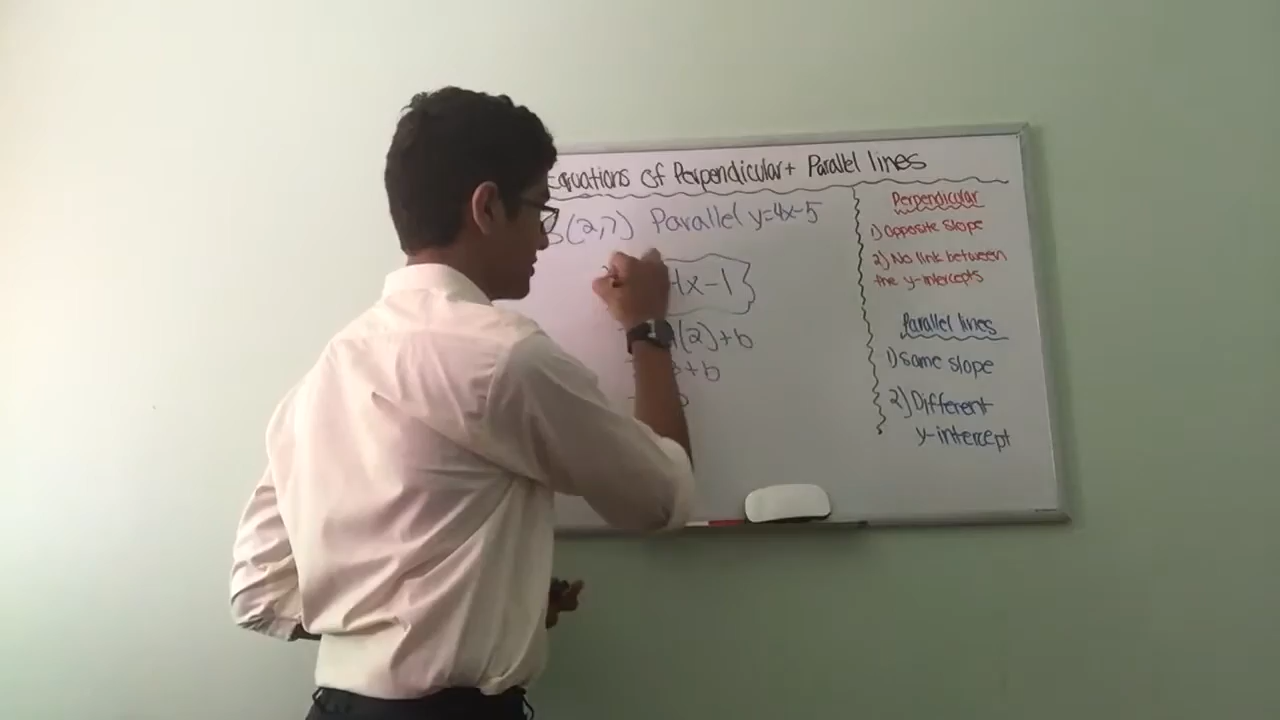 Equations of Perpendicular + Parallel lines
(2,7) Parallel y=4x-5
4x-1
(2)+b
+b
Perpendicular
1) Opposite slope
2) No link between
the y-intercepts
Parallel lines
1) Same slope
2) Different
y-intercept